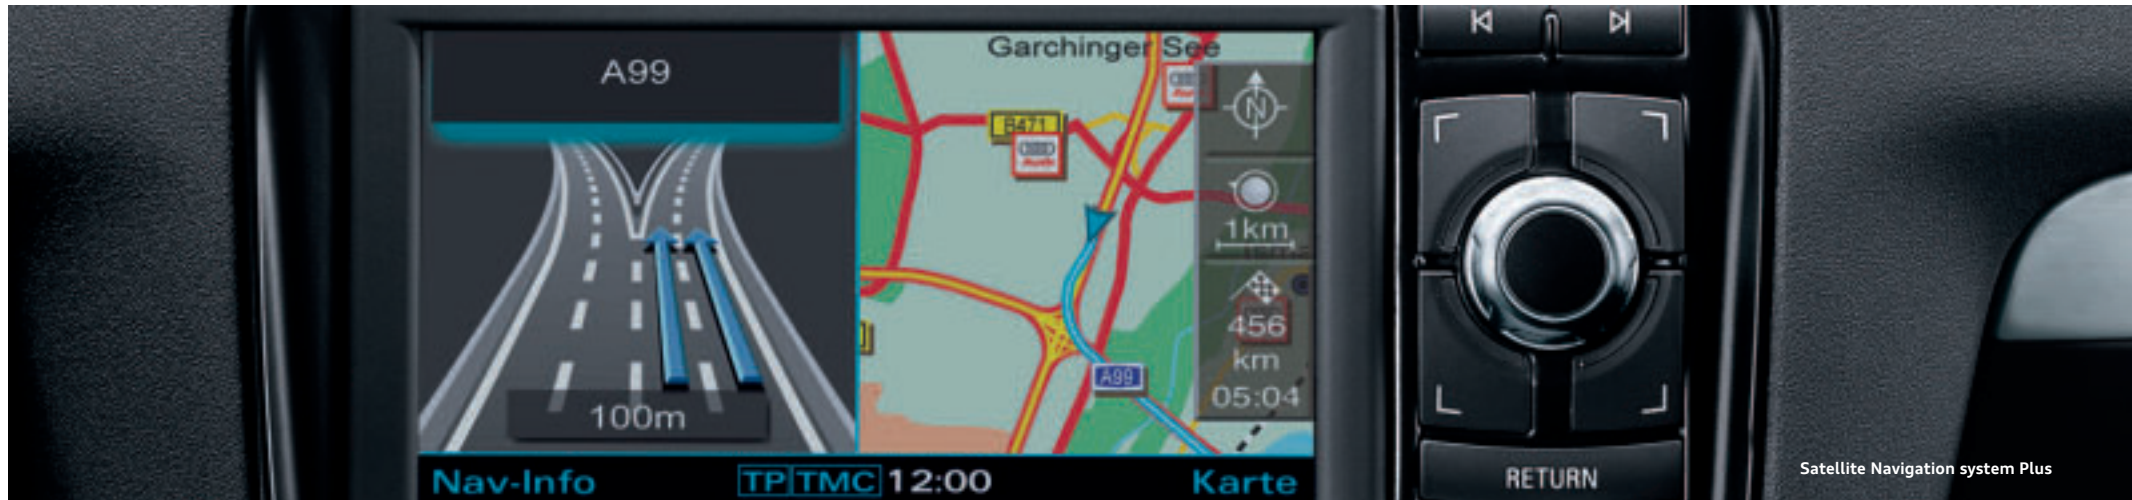 A99
100m
Garchinger See
B471
Audi
N
1km
456
km
05:04
A99
Nav-Info
TP TMC 12:00
Karte
RETURN
Satellite Navigation system Plus